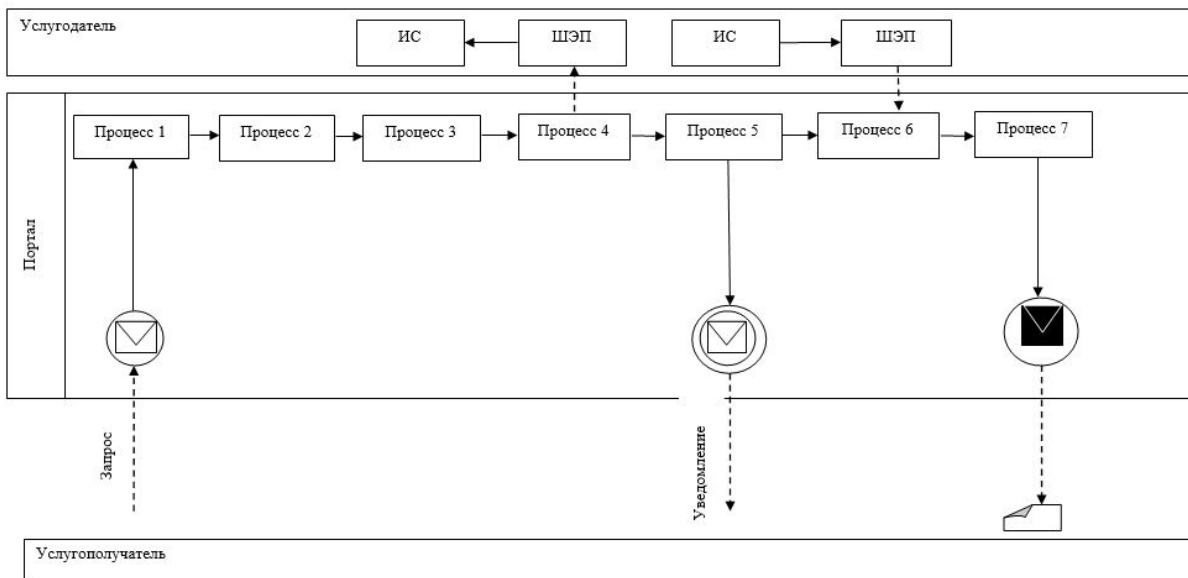 Услугодатель
ИС
ШЭП
ИС
ШЭП
Портал
Процесс 1
Процесс 2
Процесс 3
Процесс 4
Процесс 5
Процесс 6
Процесс 7
Запрос
Уведомление
Услугополучатель